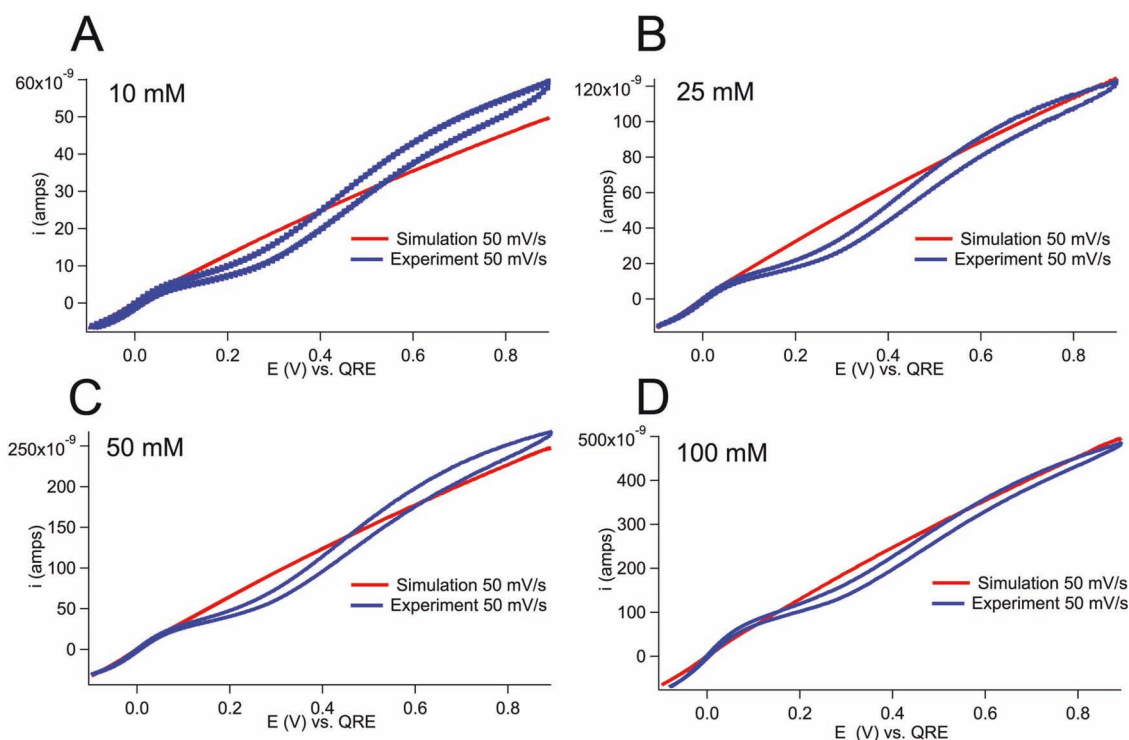 A
60x10⁻⁹
10 mM
50
40
30
20
10
0
i (amps)
Simulation 50 mV/s
Experiment 50 mV/s
0.0 0.2 0.4 0.6 0.8
E (V) vs. QRE
B
120x10⁻⁹
25 mM
100
80
60
40
20
0
i (amps)
Simulation 50 mV/s
Experiment 50 mV/s
0.0 0.2 0.4 0.6 0.8
E (V) vs. QRE
C
250x10⁻⁹
50 mM
200
150
100
50
0
i (amps)
Simulation 50 mV/s
Experiment 50 mV/s
0.0 0.2 0.4 0.6 0.8
E (V) vs. QRE
D
500x10⁻⁹
100 mM
400
300
200
100
0
i (amps)
Simulation 50 mV/s
Experiment 50 mV/s
0.0 0.2 0.4 0.6 0.8
E (V) vs. QRE